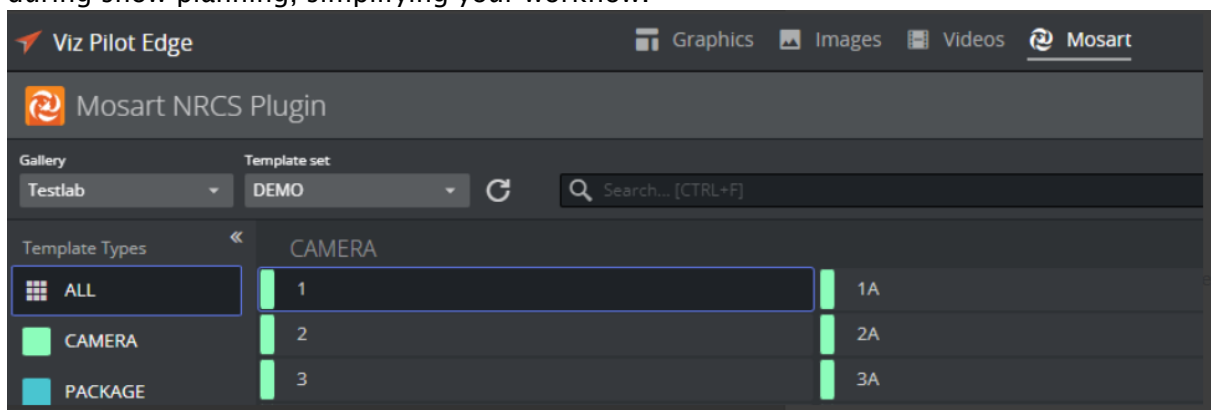 during show planning, simplifying your workflow.
Viz Pilot Edge Graphics Images Videos Mosart
Mosart NRCS Plugin
Gallery Template set
Testlab DEMO Search... [CTRL+F]
Template Types « CAMERA
ALL 1 1A
CAMERA 2 2A
PACKAGE 3 3A